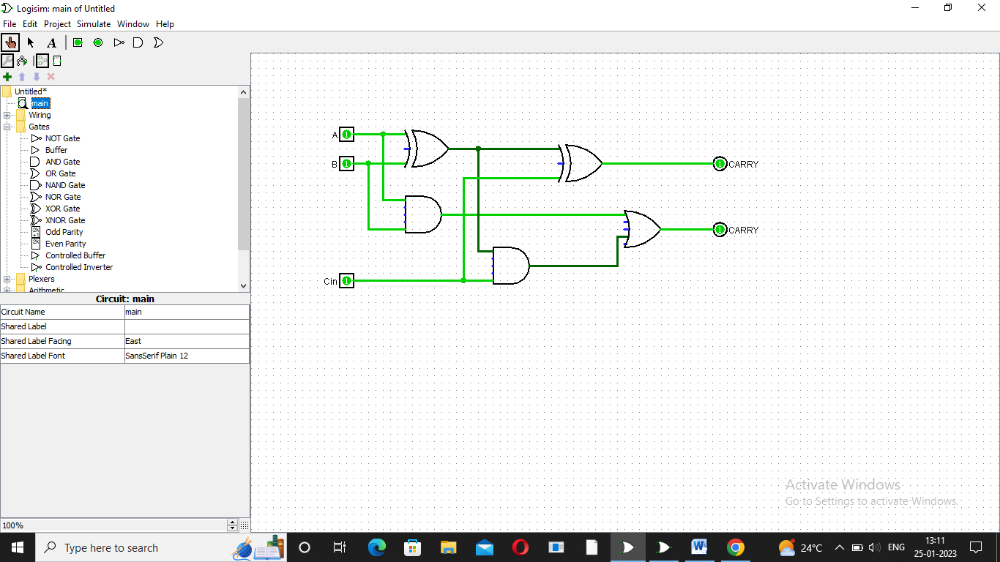 Logisim: main of Untitled
File Edit Project Simulate Window Help
A
Untitled*
main
Wiring
Gates
NOT Gate
Buffer
AND Gate
OR Gate
NAND Gate
NOR Gate
XOR Gate
XNOR Gate
Odd Parity
Even Parity
Controlled Buffer
Controlled Inverter
Plexers
Arithmetic
Circuit: main
Circuit Name main
Shared Label
Shared Label Facing East
Shared Label Font SansSerif Plain 12
100%
A 1
B 1
1 CARRY
1 CARRY
Cin 1
Activate Windows
Go to Settings to activate Windows.
Type here to search
24°C
ENG
13:11
25-01-2023